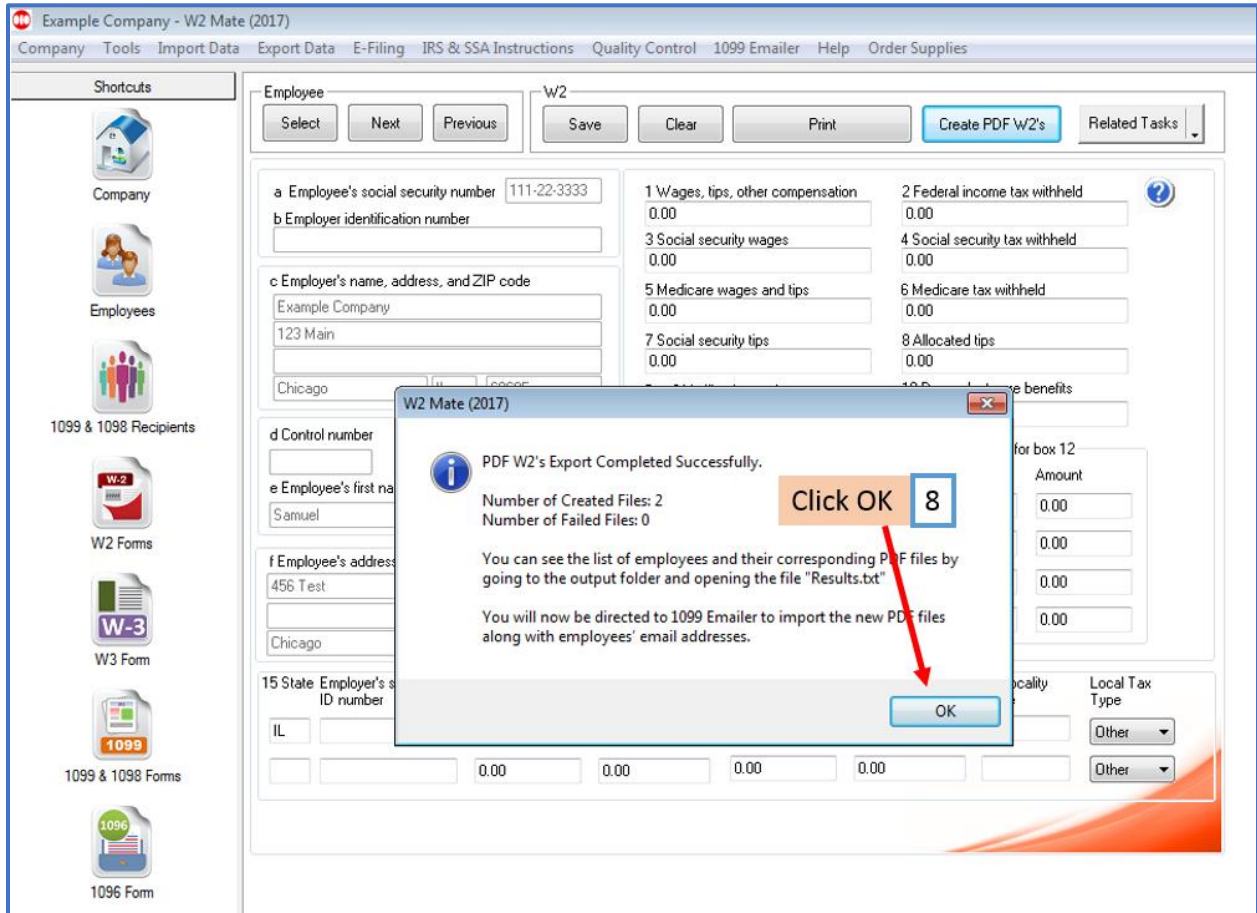 Example Company - W2 Mate (2017)
Company Tools Import Data Export Data E-Filing IRS & SSA Instructions Quality Control 1099 Emailer Help Order Supplies
Shortcuts
Company
Employees
1099 & 1098 Recipients
W-2
W2 Forms
W-3
W3 Form
1099
1099 & 1098 Forms
1096
1096 Form
Employee
Select Next Previous
W2
Save Clear Print Create PDF W2's Related Tasks
a Employee's social security number 111-22-3333
b Employer identification number
c Employer's name, address, and ZIP code
Example Company
123 Main
Chicago
d Control number
e Employee's first na
Samuel
f Employee's address
456 Test
Chicago
1 Wages, tips, other compensation 2 Federal income tax withheld
0.00 0.00
3 Social security wages 4 Social security tax withheld
0.00 0.00
5 Medicare wages and tips 6 Medicare tax withheld
0.00 0.00
7 Social security tips 8 Allocated tips
0.00 0.00
e benefits
for box 12
Amount
0.00
0.00
0.00
0.00
15 State Employer's s
ID number
ocality
Local Tax
Type
IL
Other
0.00 0.00 0.00 0.00 Other
W2 Mate (2017)
PDF W2's Export Completed Successfully.
Number of Created Files: 2
Number of Failed Files: 0
You can see the list of employees and their corresponding PDF files by
going to the output folder and opening the file "Results.txt"
You will now be directed to 1099 Emailer to import the new PDF files
along with employees' email addresses.
OK
Click OK 8